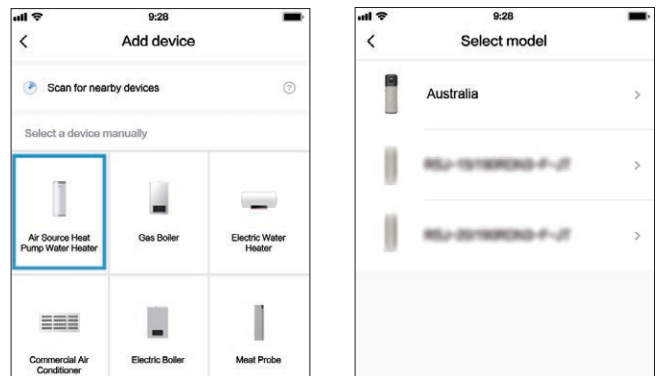 9:28
Add device
Scan for nearby devices
?
Select a device manually
Air Source Heat
Pump Water Heater
Gas Boiler
Electric Water
Heater
Commercial Air
Conditioner
Electric Boiler
Meat Probe
9:28
Select model
Australia